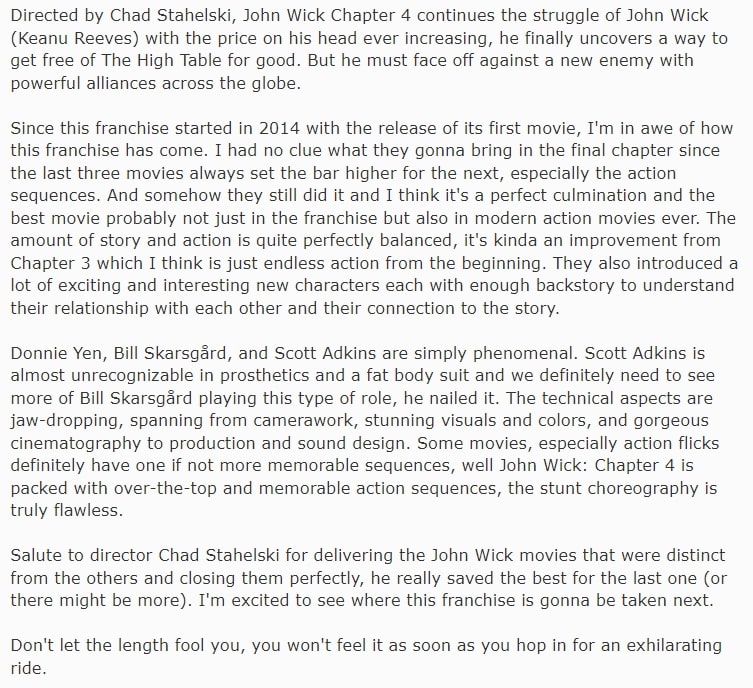 Directed by Chad Stahelski, John Wick Chapter 4 continues the struggle of John Wick
(Keanu Reeves) with the price on his head ever increasing, he finally uncovers a way to
get free of The High Table for good. But he must face off against a new enemy with
powerful alliances across the globe.
Since this franchise started in 2014 with the release of its first movie, I'm in awe of how
this franchise has come. I had no clue what they gonna bring in the final chapter since
the last three movies always set the bar higher for the next, especially the action
sequences. And somehow they still did it and I think it's a perfect culmination and the
best movie probably not just in the franchise but also in modern action movies ever. The
amount of story and action is quite perfectly balanced, it's kinda an improvement from
Chapter 3 which I think is just endless action from the beginning. They also introduced a
lot of exciting and interesting new characters each with enough backstory to understand
their relationship with each other and their connection to the story.
Donnie Yen, Bill Skarsgård, and Scott Adkins are simply phenomenal. Scott Adkins is
almost unrecognizable in prosthetics and a fat body suit and we definitely need to see
more of Bill Skarsgård playing this type of role, he nailed it. The technical aspects are
jaw-dropping, spanning from camerawork, stunning visuals and colors, and gorgeous
cinematography to production and sound design. Some movies, especially action flicks
definitely have one if not more memorable sequences, well John Wick: Chapter 4 is
packed with over-the-top and memorable action sequences, the stunt choreography is
truly flawless.
Salute to director Chad Stahelski for delivering the John Wick movies that were distinct
from the others and closing them perfectly, he really saved the best for the last one (or
there might be more). I'm excited to see where this franchise is gonna be taken next.
Don't let the length fool you, you won't feel it as soon as you hop in for an exhilarating
ride.